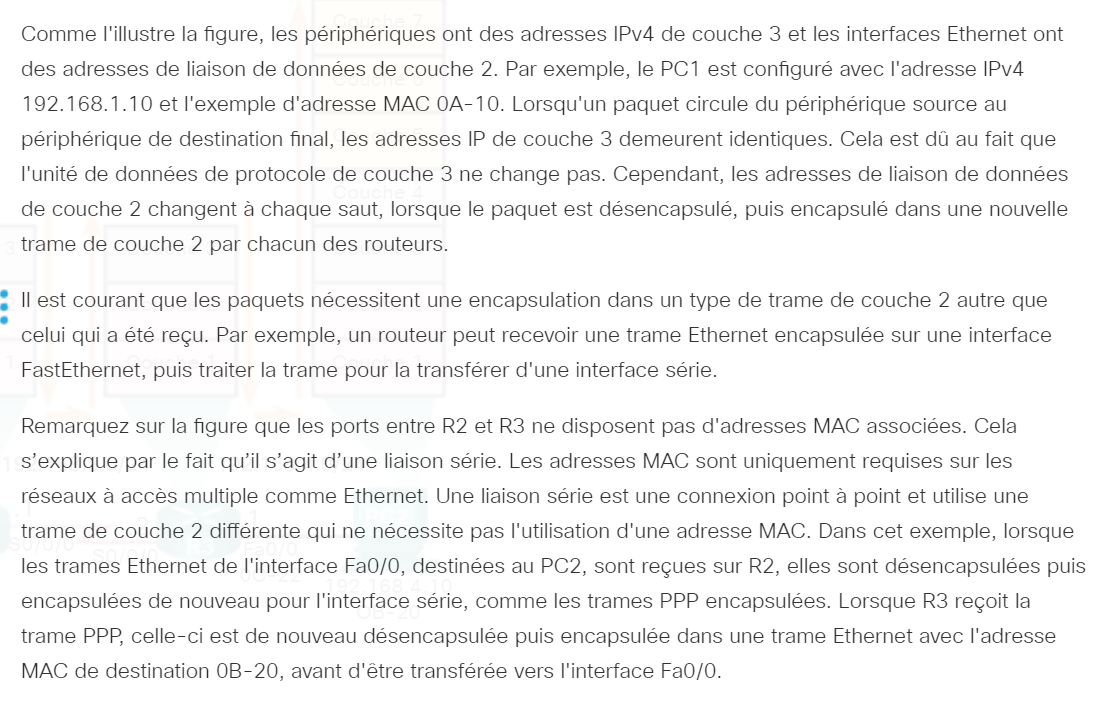 Comme l'illustre la figure, les périphériques ont des adresses IPv4 de couche 3 et les interfaces Ethernet ont
des adresses de liaison de données de couche 2. Par exemple, le PC1 est configuré avec l'adresse IPv4
192.168.1.10 et l'exemple d'adresse MAC 0A-10. Lorsqu'un paquet circule du périphérique source au
périphérique de destination final, les adresses IP de couche 3 demeurent identiques. Cela est dû au fait que
l'unité de données de protocole de couche 3 ne change pas. Cependant, les adresses de liaison de données
de couche 2 changent à chaque saut, lorsque le paquet est désencapsulé, puis encapsulé dans une nouvelle
trame de couche 2 par chacun des routeurs.
Il est courant que les paquets nécessitent une encapsulation dans un type de trame de couche 2 autre que
celui qui a été reçu. Par exemple, un routeur peut recevoir une trame Ethernet encapsulée sur une interface
FastEthernet, puis traiter la trame pour la transférer d'une interface série.
Remarquez sur la figure que les ports entre R2 et R3 ne disposent pas d'adresses MAC associées. Cela
s’explique par le fait qu’il s’agit d’une liaison série. Les adresses MAC sont uniquement requises sur les
réseaux à accès multiple comme Ethernet. Une liaison série est une connexion point à point et utilise une
trame de couche 2 différente qui ne nécessite pas l'utilisation d'une adresse MAC. Dans cet exemple, lorsque
les trames Ethernet de l'interface Fa0/0, destinées au PC2, sont reçues sur R2, elles sont désencapsulées puis
encapsulées de nouveau pour l'interface série, comme les trames PPP encapsulées. Lorsque R3 reçoit la
trame PPP, celle-ci est de nouveau désencapsulée puis encapsulée dans une trame Ethernet avec l'adresse
MAC de destination 0B-20, avant d'être transférée vers l'interface Fa0/0.